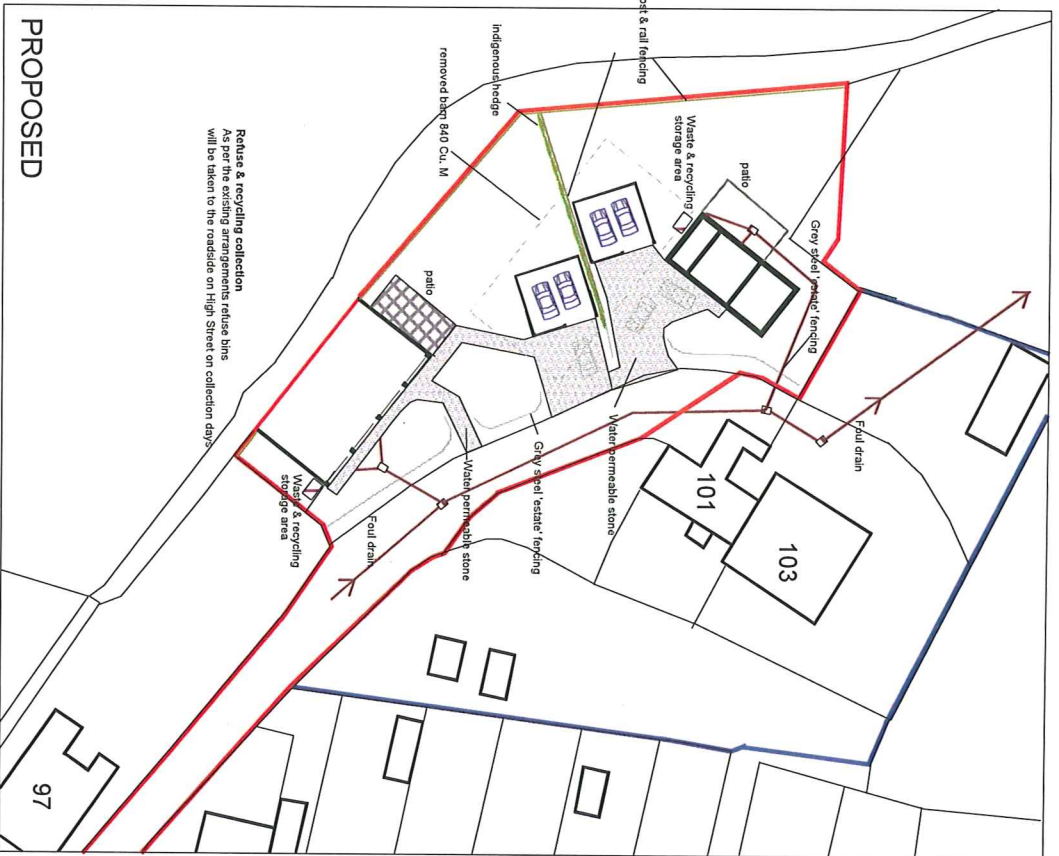 PROPOSED
Refuse & recycling collection
As per the existing arrangements refuse bins
will be taken to the roadside on High Street on collection days
removed barn 840 Cu. M
indigenous hedge
st & rail fencing
Waste & recycling
storage area
patio
Grey steel 'estate' fencing
patio
Foul drain
Water permeable stone
Grey steel 'estate' fencing
Water permeable stone
Foul drain
Waste & recycling
storage area
101
103
97